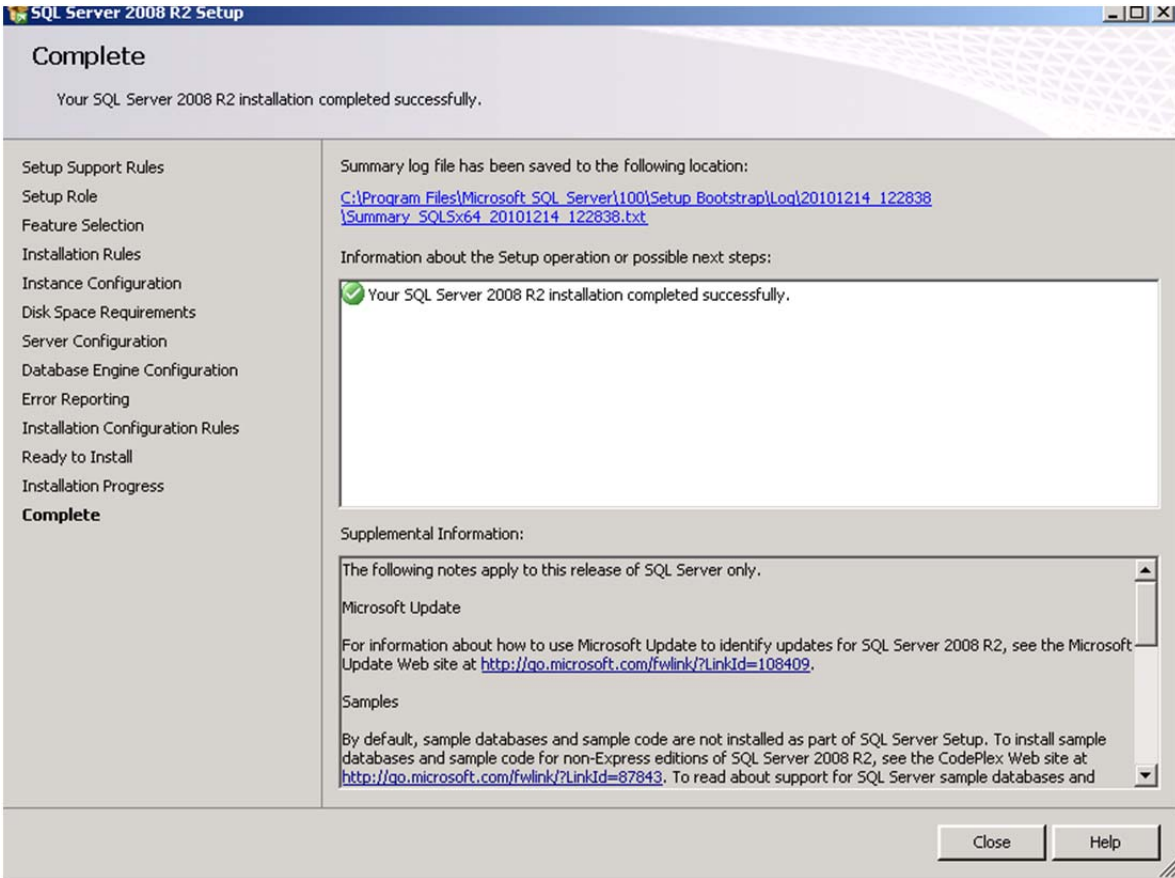 SQL Server 2008 R2 Setup
Complete
Your SQL Server 2008 R2 installation completed successfully.
Setup Support Rules
Setup Role
Feature Selection
Installation Rules
Instance Configuration
Disk Space Requirements
Server Configuration
Database Engine Configuration
Error Reporting
Installation Configuration Rules
Ready to Install
Installation Progress
Complete
Summary log file has been saved to the following location:
C:\Program Files\Microsoft SQL Server\100\Setup Bootstrap\Log\20101214_122838
\Summary_SQLSx64_20101214_122838.txt
Information about the Setup operation or possible next steps:
Your SQL Server 2008 R2 installation completed successfully.
Supplemental Information:
The following notes apply to this release of SQL Server only.
Microsoft Update
For information about how to use Microsoft Update to identify updates for SQL Server 2008 R2, see the Microsoft
Update Web site at http://go.microsoft.com/fwlink/?LinkId=108409.
Samples
By default, sample databases and sample code are not installed as part of SQL Server Setup. To install sample
databases and sample code for non-Express editions of SQL Server 2008 R2, see the CodePlex Web site at
http://go.microsoft.com/fwlink/?LinkId=87843. To read about support for SQL Server sample databases and
Close
Help